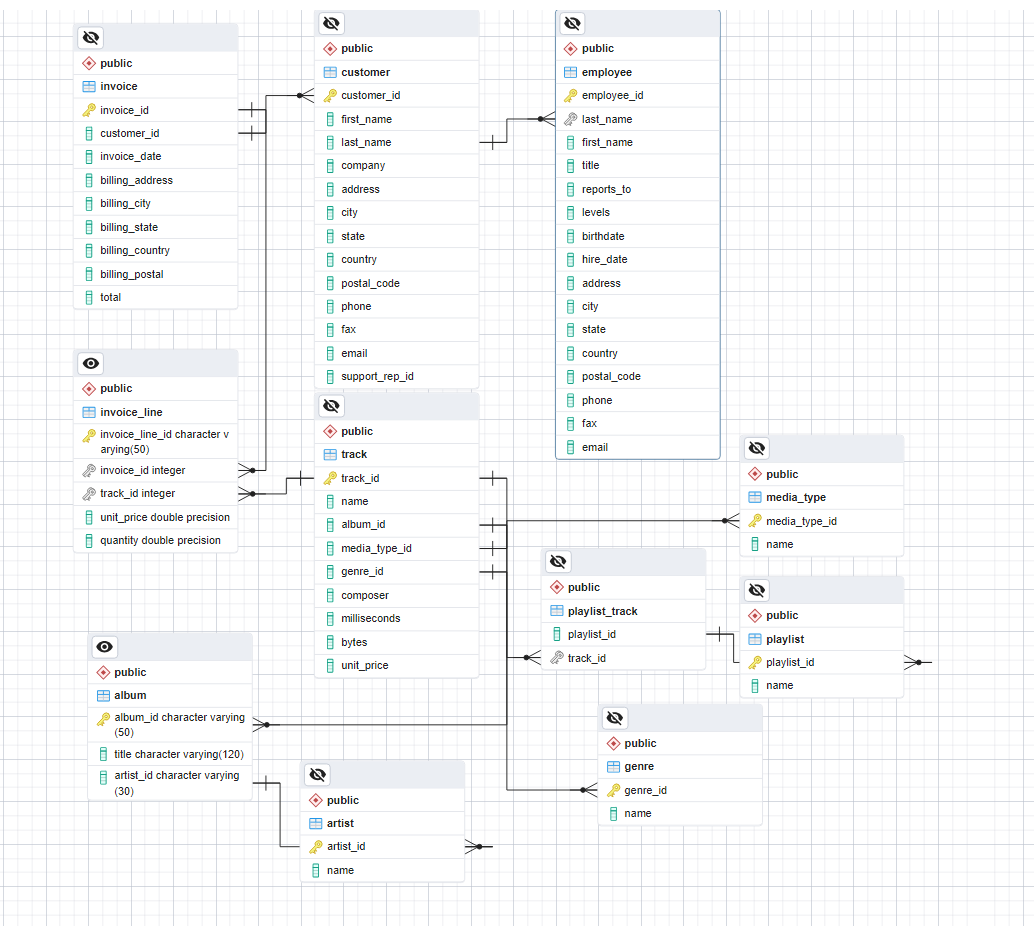 public
invoice
invoice_id
customer_id
invoice_date
billing_address
billing_city
billing_state
billing_country
billing_postal
total
public
customer
customer_id
first_name
last_name
company
address
city
state
country
postal_code
phone
fax
email
support_rep_id
public
employee
employee_id
last_name
first_name
title
reports_to
levels
birthdate
hire_date
address
city
state
country
postal_code
phone
fax
email
public
invoice_line
invoice_line_id character v
arying(50)
invoice_id integer
track_id integer
unit_price double precision
quantity double precision
public
track
track_id
name
album_id
media_type_id
genre_id
composer
milliseconds
bytes
unit_price
public
media_type
media_type_id
name
public
playlist_track
playlist_id
track_id
public
playlist
playlist_id
name
public
album
album_id character varying
(50)
title character varying(120)
artist_id character varying
(30)
public
artist
artist_id
name
public
genre
genre_id
name